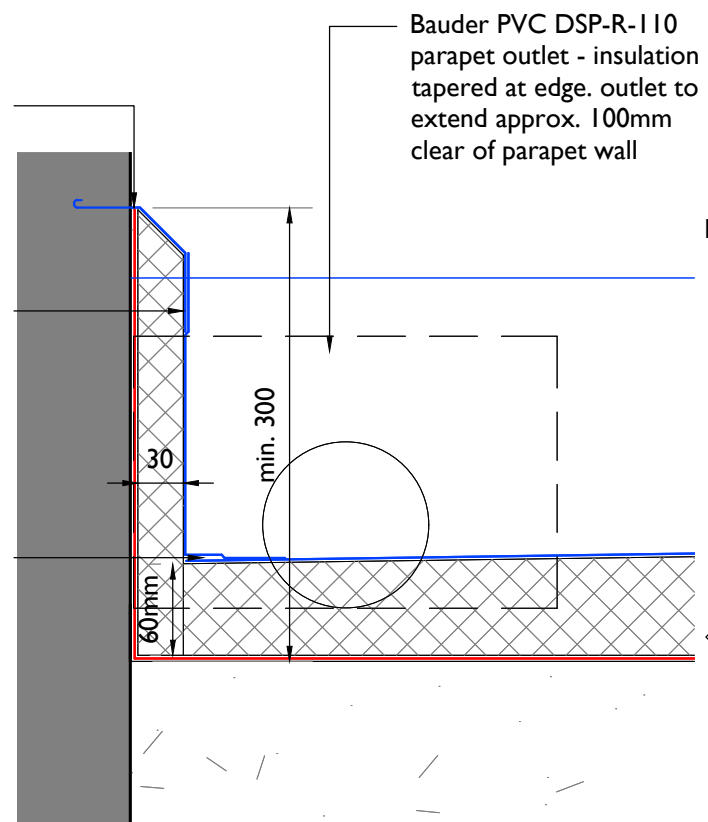 Bauder PVC DSP-R-110
parapet outlet - insulation
tapered at edge. outlet to
extend approx. 100mm
clear of parapet wall
min. 300
30
60mm